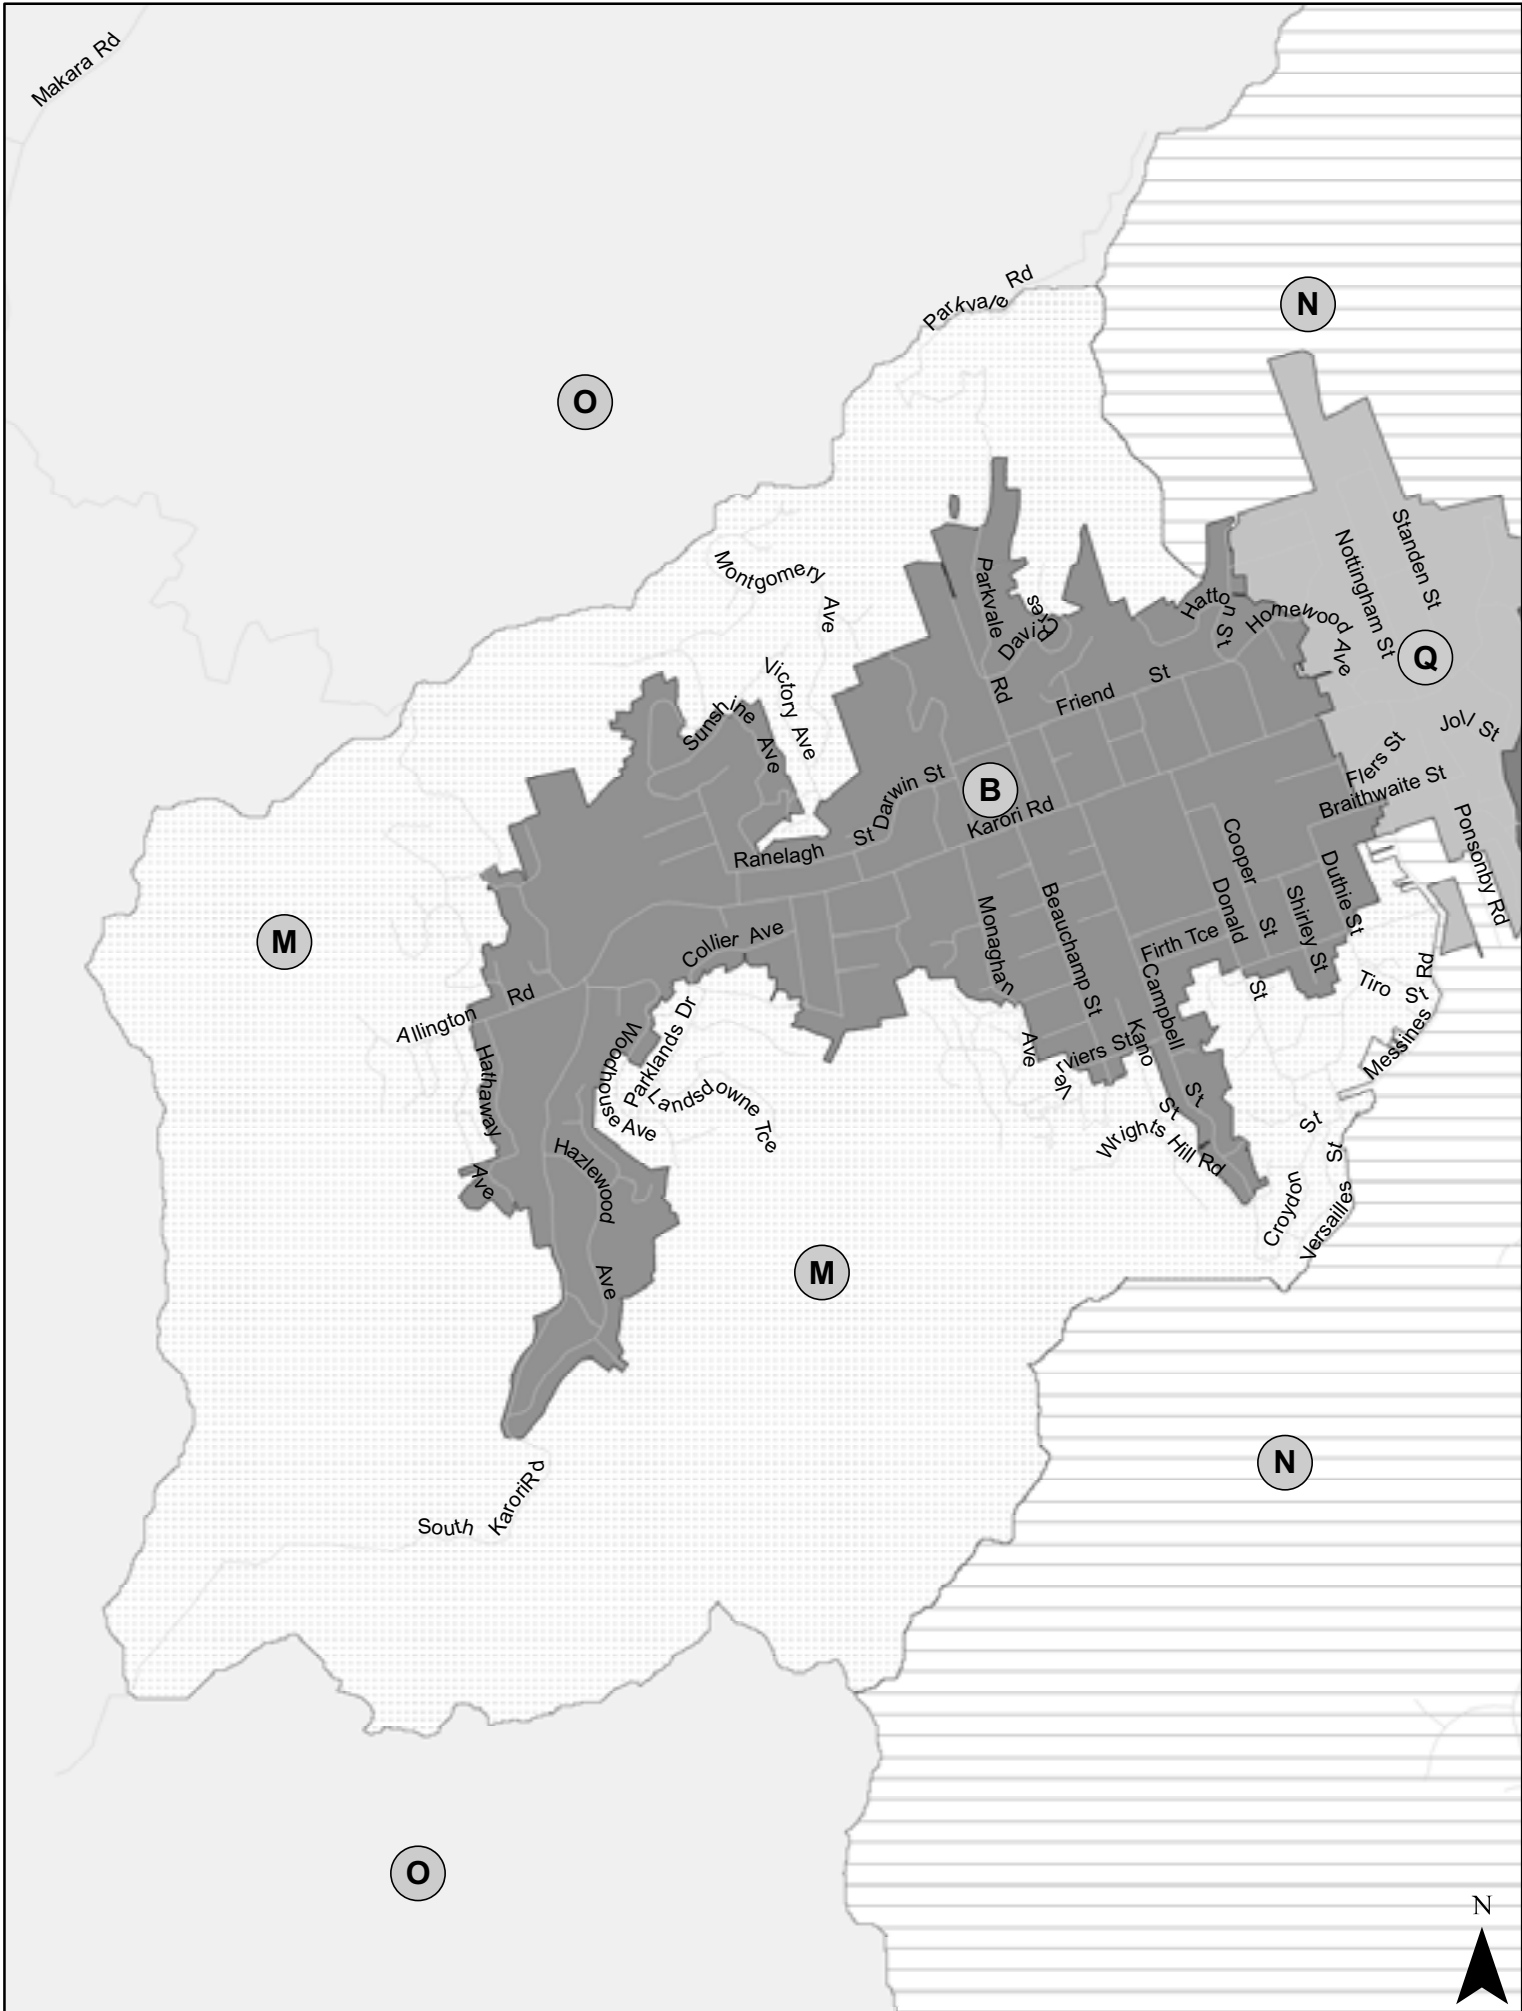 Makara Rd
Parkvale Rd
N
O
Standen St
Nottingham St
Montgomery Ave
Parkvale Rd
David Cres
Hatton St
Homewood Ave
Q
Victory Ave
Sunshine Ave
Friend St
Joll St
Flers St
Braithwaite St
B
Darwin St
Karori Rd
Ranelagh St
Ponsonby Rd
Cooper St
Duthie St
M
Collier Ave
Monaghan Ave
Beauchamp St
Donald St
Shirley St
Firth Tce
Campbell St
Tiro St
Messines Rd
Allington Rd
Hathaway Ave
Woodhouse Ave
Parklands Dr
Landsdowne Tce
Verviers St
Kano St
Wrights Hill Rd
Hazlewood Ave
Croydon St
Versailles St
M
N
South Karori Rd
O
N